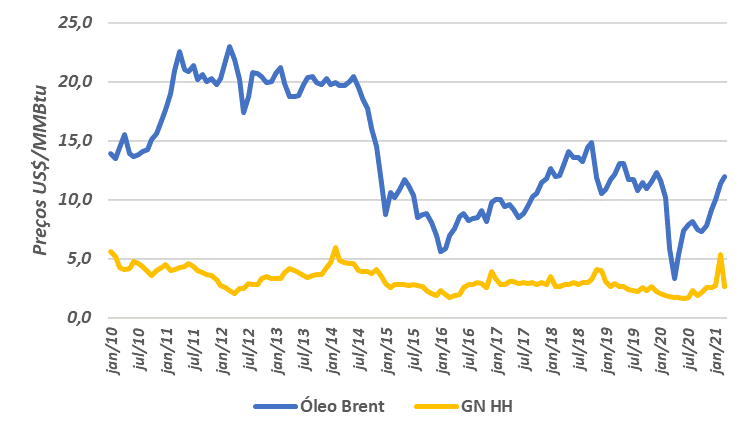 Preços US$/MMBtu
25,0
20,0
15,0
10,0
5,0
0,0
jan/10
jul/10
jan/11
jul/11
jan/12
jul/12
jan/13
jul/13
jan/14
jul/14
jan/15
jul/15
jan/16
jul/16
jan/17
jul/17
jan/18
jul/18
jan/19
jul/19
jan/20
jul/20
jan/21
Óleo Brent GN HH